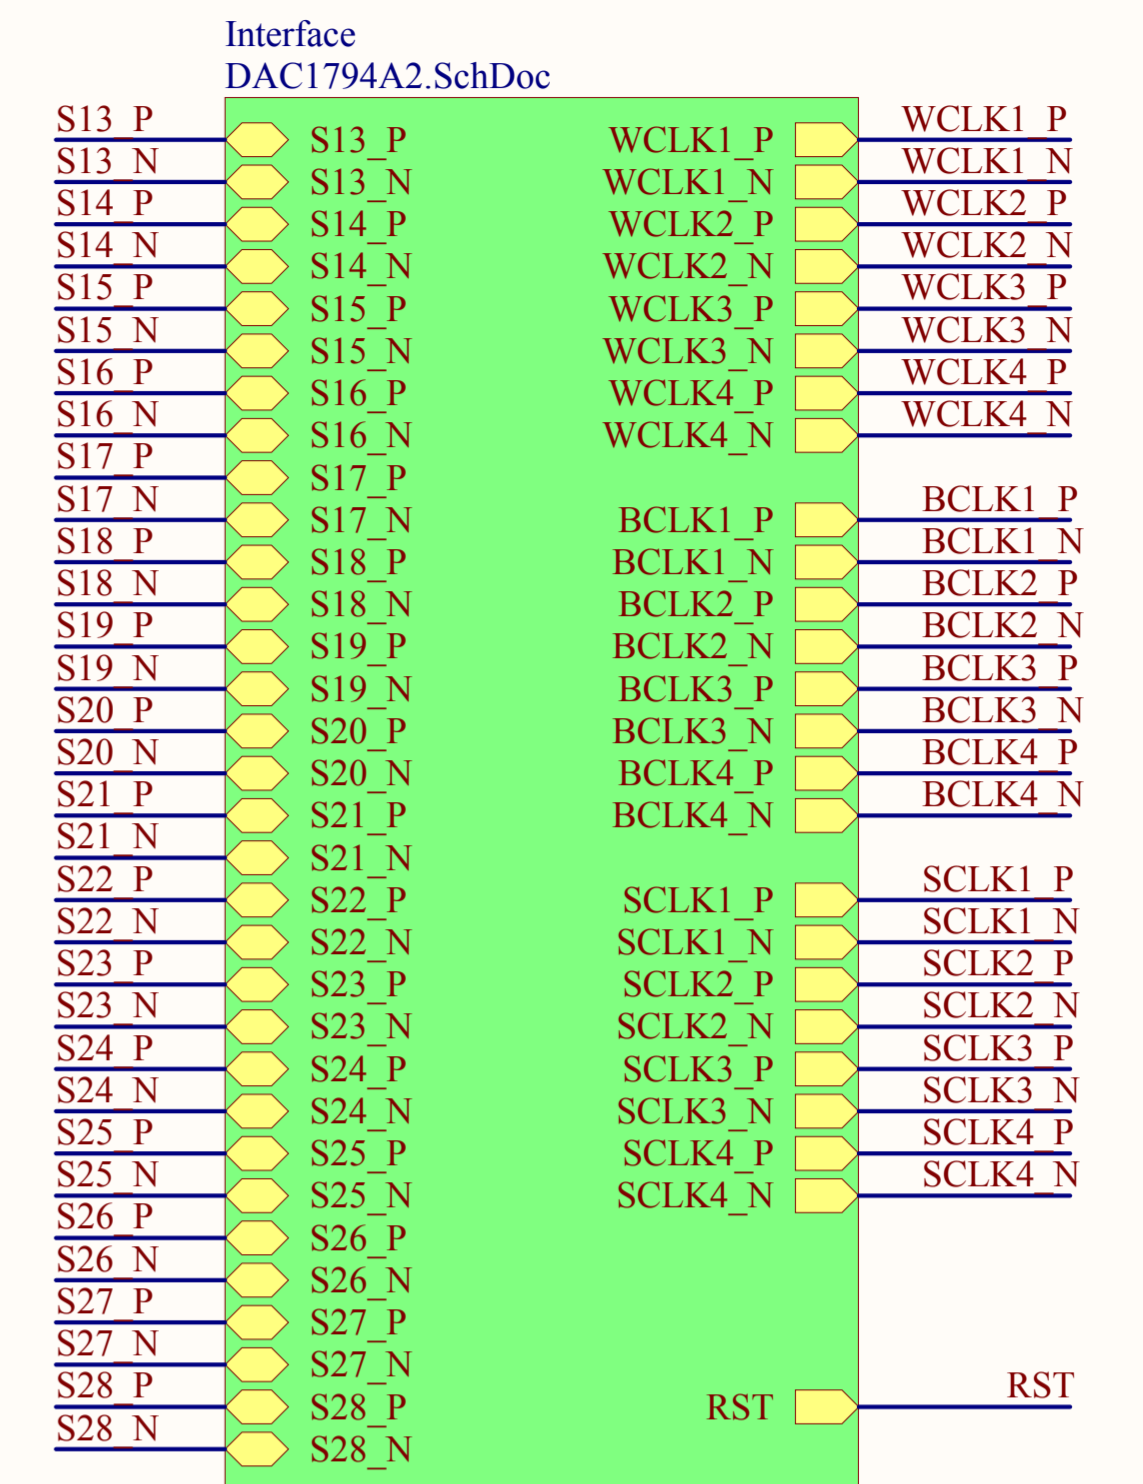 Interface
DAC1794A2.SchDoc
S13_P S13_P WCLK1_P WCLK1_P
S13_N S13_N WCLK1_N WCLK1_N
S14_P S14_P WCLK2_P WCLK2_P
S14_N S14_N WCLK2_N WCLK2_N
S15_P S15_P WCLK3_P WCLK3_P
S15_N S15_N WCLK3_N WCLK3_N
S16_P S16_P WCLK4_P WCLK4_P
S16_N S16_N WCLK4_N WCLK4_N
S17_P S17_P
S17_N S17_N BCLK1_P BCLK1_P
S18_P S18_P BCLK1_N BCLK1_N
S18_N S18_N BCLK2_P BCLK2_P
S19_P S19_P BCLK2_N BCLK2_N
S19_N S19_N BCLK3_P BCLK3_P
S20_P S20_P BCLK3_N BCLK3_N
S20_N S20_N BCLK4_P BCLK4_P
S21_P S21_P BCLK4_N BCLK4_N
S21_N S21_N
S22_P S22_P SCLK1_P SCLK1_P
S22_N S22_N SCLK1_N SCLK1_N
S23_P S23_P SCLK2_P SCLK2_P
S23_N S23_N SCLK2_N SCLK2_N
S24_P S24_P SCLK3_P SCLK3_P
S24_N S24_N SCLK3_N SCLK3_N
S25_P S25_P SCLK4_P SCLK4_P
S25_N S25_N SCLK4_N SCLK4_N
S26_P S26_P
S26_N S26_N
S27_P S27_P
S27_N S27_N
S28_P S28_P RST RST
S28_N S28_N